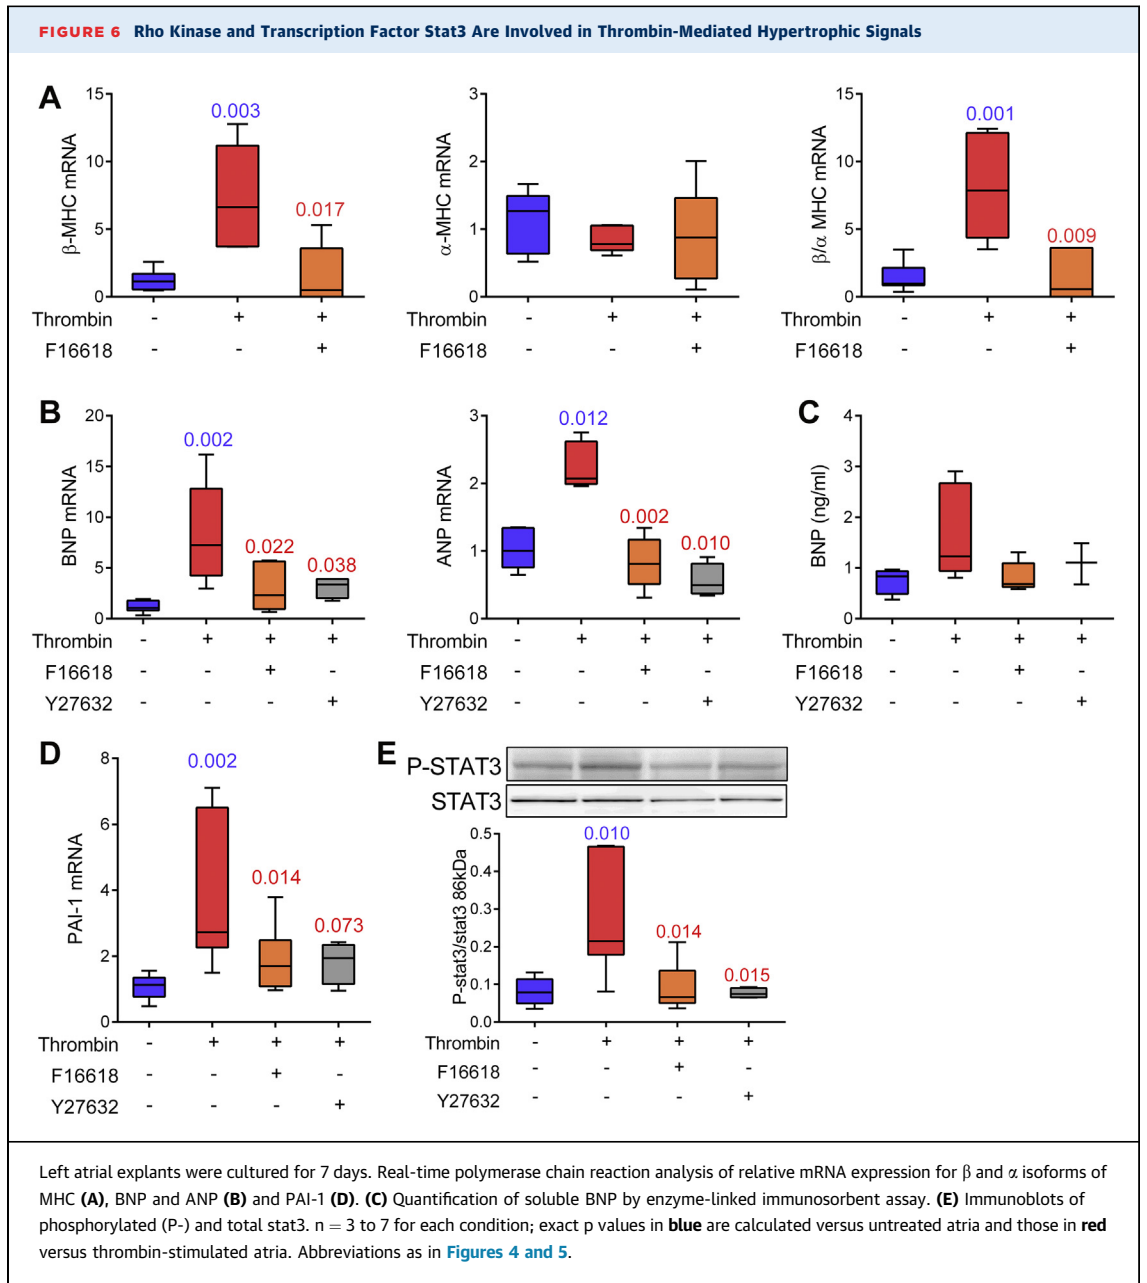 FIGURE 6 Rho Kinase and Transcription Factor Stat3 Are Involved in Thrombin-Mediated Hypertrophic Signals
A
β-MHC mRNA
15
10
5
0
0.003
0.017
Thrombin - + +
F16618 - - +
α-MHC mRNA
3
2
1
0
Thrombin - + +
F16618 - - +
β/α MHC mRNA
15
10
5
0
0.001
0.009
Thrombin - + +
F16618 - - +
B
BNP mRNA
20
15
10
5
0
0.002
0.022
0.038
Thrombin - + + +
F16618 - - + -
Y27632 - - - +
ANP mRNA
3
2
1
0
0.012
0.002
0.010
Thrombin - + + +
F16618 - - + -
Y27632 - - - +
C
BNP (ng/ml)
4
3
2
1
0
Thrombin - + + +
F16618 - - + -
Y27632 - - - +
D
PAI-1 mRNA
8
6
4
2
0
0.002
0.014
0.073
Thrombin - + + +
F16618 - - + -
Y27632 - - - +
E
P-STAT3
STAT3
P-stat3/stat3 86kDa
0.5
0.4
0.3
0.2
0.1
0.0
0.010
0.014
0.015
Thrombin - + + +
F16618 - - + -
Y27632 - - - +
Left atrial explants were cultured for 7 days. Real-time polymerase chain reaction analysis of relative mRNA expression for β and α isoforms of
MHC (A), BNP and ANP (B) and PAI-1 (D). (C) Quantification of soluble BNP by enzyme-linked immunosorbent assay. (E) Immunoblots of
phosphorylated (P-) and total stat3. n = 3 to 7 for each condition; exact p values in blue are calculated versus untreated atria and those in red
versus thrombin-stimulated atria. Abbreviations as in Figures 4 and 5.